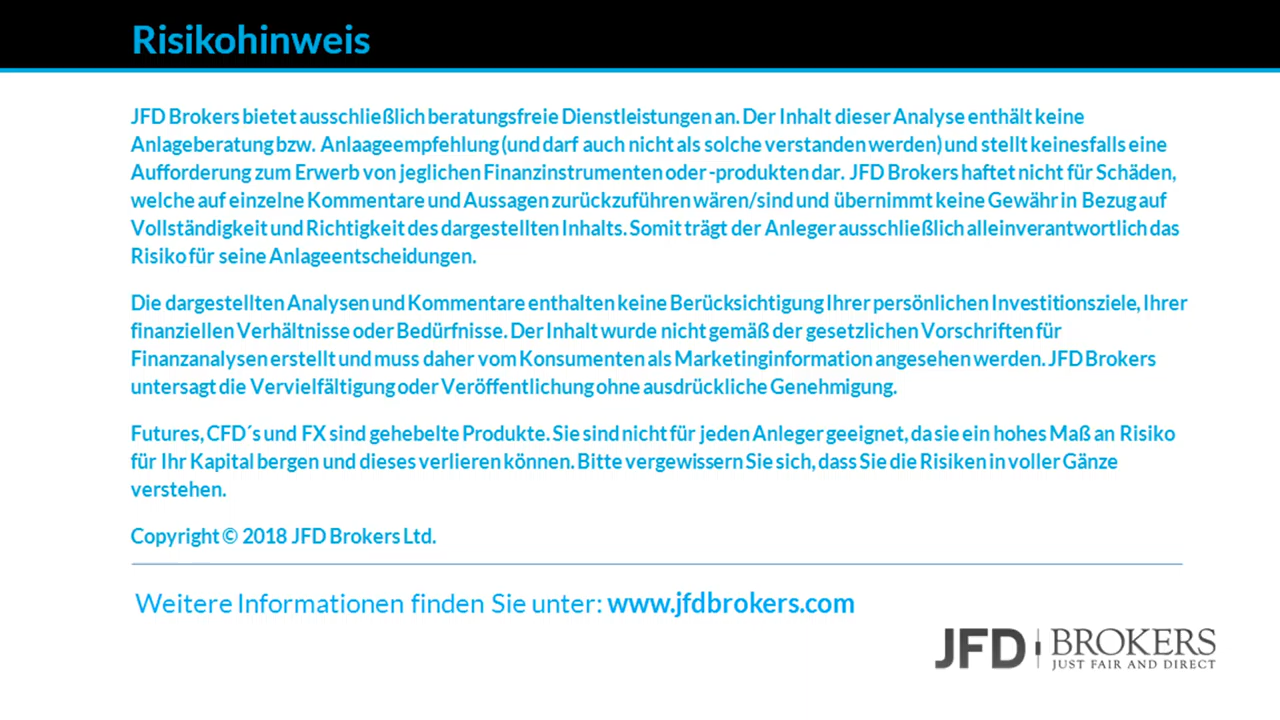 Risikohinweis
JFD Brokers bietet ausschließlich beratungsfreie Dienstleistungen an. Der Inhalt dieser Analyse enthält keine
Anlageberatung bzw. Anlaageempfehlung (und darf auch nicht als solche verstanden werden) und stellt keinesfalls eine
Aufforderung zum Erwerb von jeglichen Finanzinstrumenten oder -produkten dar. JFD Brokers haftet nicht für Schäden,
welche auf einzelne Kommentare und Aussagen zurückzuführen wären/sind und übernimmt keine Gewähr in Bezug auf
Vollständigkeit und Richtigkeit des dargestellten Inhalts. Somit trägt der Anleger ausschließlich alleinverantwortlich das
Risiko für seine Anlageentscheidungen.
Die dargestellten Analysen und Kommentare enthalten keine Berücksichtigung Ihrer persönlichen Investitionsziele, Ihrer
finanziellen Verhältnisse oder Bedürfnisse. Der Inhalt wurde nicht gemäß der gesetzlichen Vorschriften für
Finanzanalysen erstellt und muss daher vom Konsumenten als Marketinginformation angesehen werden. JFD Brokers
untersagt die Vervielfältigung oder Veröffentlichung ohne ausdrückliche Genehmigung.
Futures, CFD´s und FX sind gehebelte Produkte. Sie sind nicht für jeden Anleger geeignet, da sie ein hohes Maß an Risiko
für Ihr Kapital bergen und dieses verlieren können. Bitte vergewissern Sie sich, dass Sie die Risiken in voller Gänze
verstehen.
Copyright © 2018 JFD Brokers Ltd.
Weitere Informationen finden Sie unter: www.jfdbrokers.com
JFD BROKERS
JUST FAIR AND DIRECT